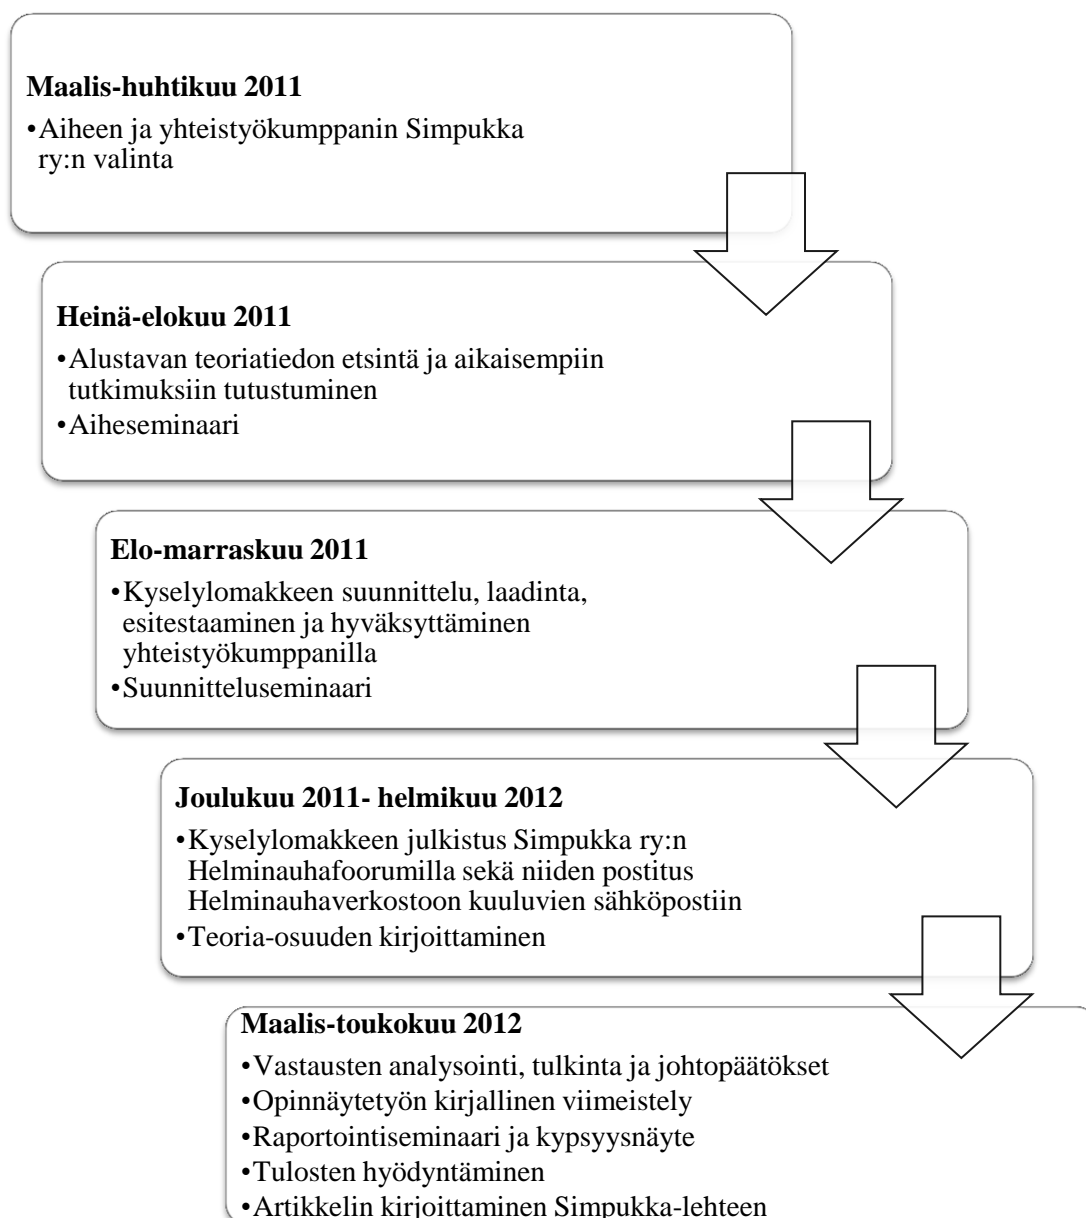 Maalis-huhtikuu 2011
•Aiheen ja yhteistyökumppanin Simpukka
ry:n valinta
Heinä-elokuu 2011
•Alustavan teoriatiedon etsintä ja aikaisempiin
tutkimuksiin tutustuminen
•Aiheseminaari
Elo-marraskuu 2011
•Kyselylomakkeen suunnittelu, laadinta,
esitestaaminen ja hyväksyttäminen
yhteistyökumppanilla
•Suunnitteluseminaari
Joulukuu 2011- helmikuu 2012
•Kyselylomakkeen julkistus Simpukka ry:n
Helminauhafoorumilla sekä niiden postitus
Helminauhaverkostoon kuuluvien sähköpostiin
•Teoria-osuuden kirjoittaminen
Maalis-toukokuu 2012
•Vastausten analysointi, tulkinta ja johtopäätökset
•Opinnäytetyön kirjallinen viimeistely
•Raportointiseminaari ja kypsyysnäyte
•Tulosten hyödyntäminen
•Artikkelin kirjoittaminen Simpukka-lehteen